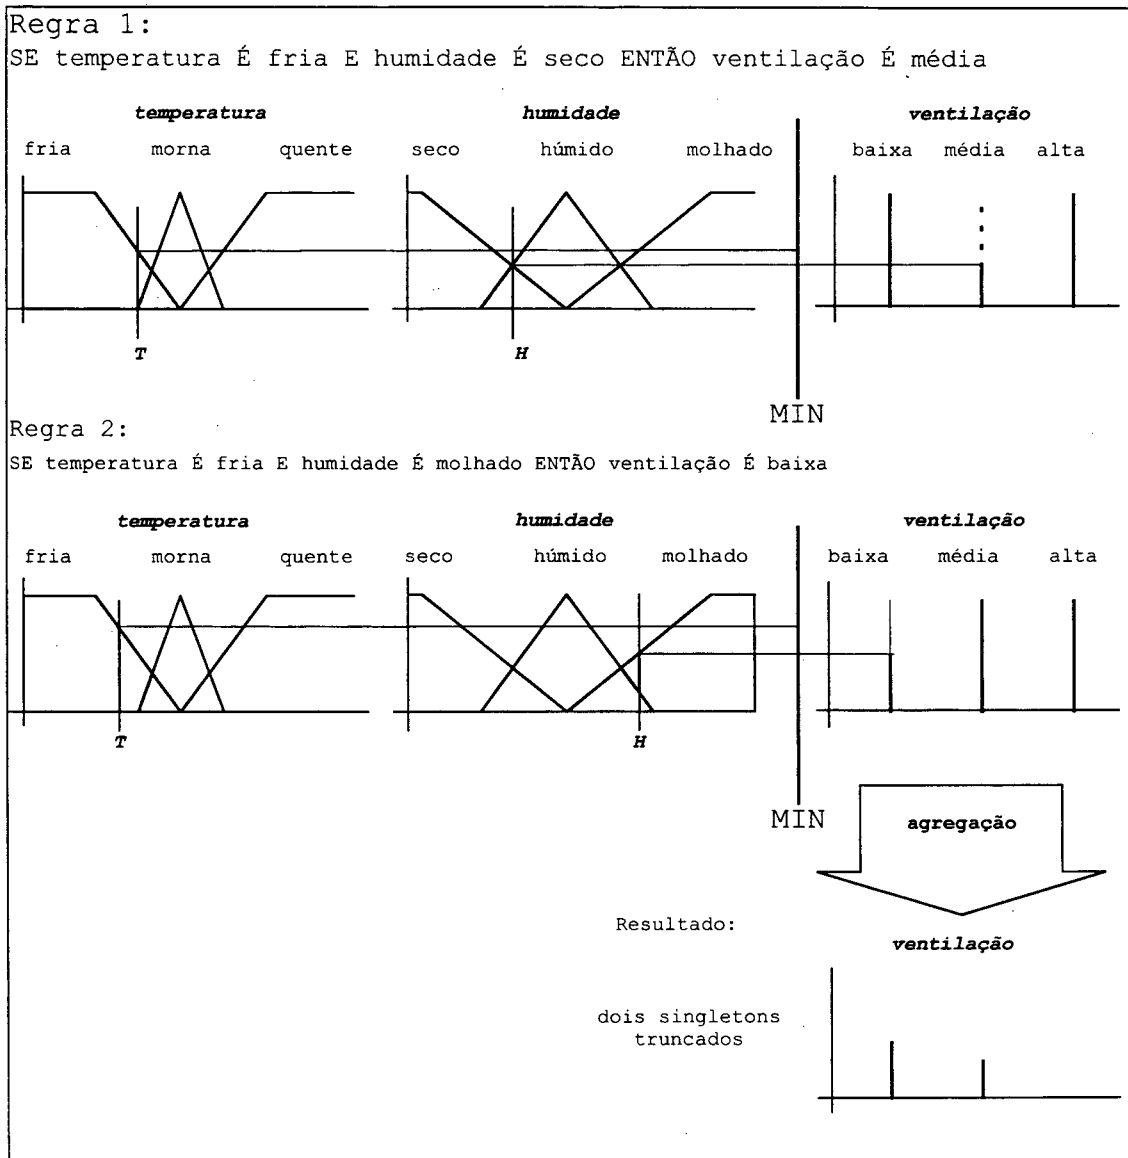 Regra 1:
SE temperatura É fria E humidade É seco ENTÃO ventilação É média
temperatura humidade ventilação
fria morna quente seco húmido molhado baixa média alta
T H
MIN
Regra 2:
SE temperatura É fria E humidade É molhado ENTÃO ventilação É baixa
temperatura humidade ventilação
fria morna quente seco húmido molhado baixa média alta
T H
MIN
agregação
Resultado:
ventilação
dois singletons
truncados